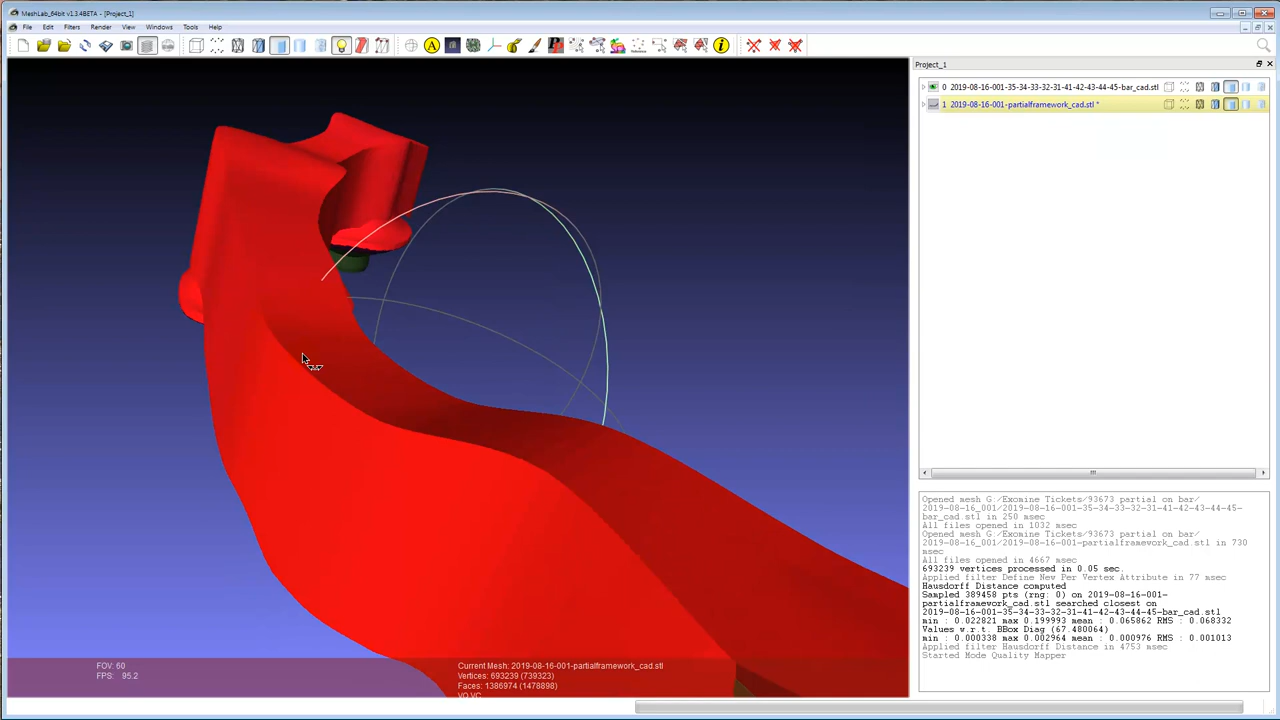 MeshLab_64bit v1.3.4BETA - [Project_1]
File Edit Filters Render View Windows Tools Help
Project_1
0 2019-08-16-001-35-34-33-32-31-41-42-43-44-45-bar_cad.stl
1 2019-08-16-001-partialframework_cad.stl *
Opened mesh G:/Exomine Tickets/93673 partial on bar/
2019-08-16_001/2019-08-16-001-35-34-33-32-31-41-42-43-44-45-
bar_cad.stl in 250 msec
All files opened in 1032 msec
Opened mesh G:/Exomine Tickets/93673 partial on bar/
2019-08-16_001/2019-08-16-001-partialframework_cad.stl in 730
msec
All files opened in 4667 msec
693239 vertices processed in 0.05 sec.
Applied filter Define New Per Vertex Attribute in 77 msec
Hausdorff Distance computed
Sampled 389458 pts (rng: 0) on 2019-08-16-001-
partialframework_cad.stl searched closest on
2019-08-16-001-35-34-33-32-31-41-42-43-44-45-bar_cad.stl
min : 0.022821 max 0.199993 mean : 0.065862 RMS : 0.068332
Values w.r.t. BBox Diag (67.480064)
min : 0.000338 max 0.002964 mean : 0.000976 RMS : 0.001013
Applied filter Hausdorff Distance in 4753 msec
Started Mode Quality Mapper
FOV: 60
FPS: 95.2
Current Mesh: 2019-08-16-001-partialframework_cad.stl
Vertices: 693239 (739323)
Faces: 1386974 (1478898)
VQ VC